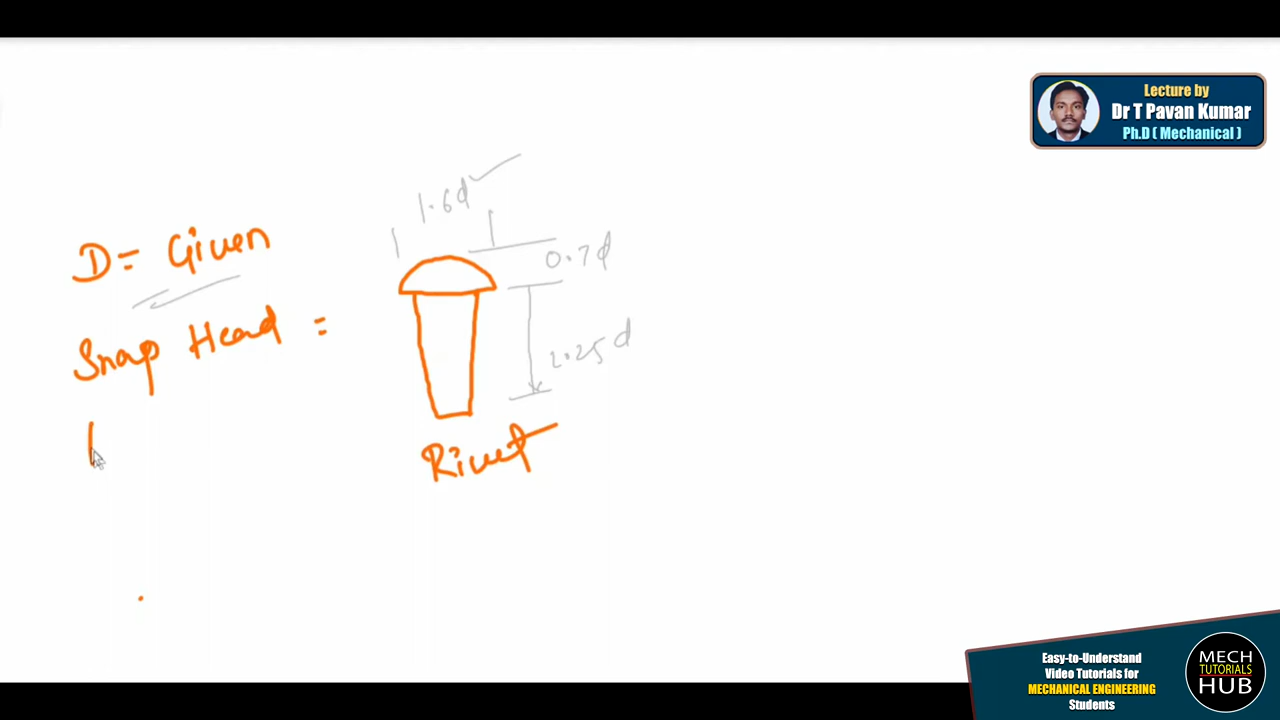 Lecture by
Dr T Pavan Kumar
Ph.D ( Mechanical )
1.6d
D = Given
0.7d
Snap Head =
2.25d
Rivet
Easy-to-Understand
Video Tutorials for
MECHANICAL ENGINEERING
Students
MECH
TUTORIALS
HUB